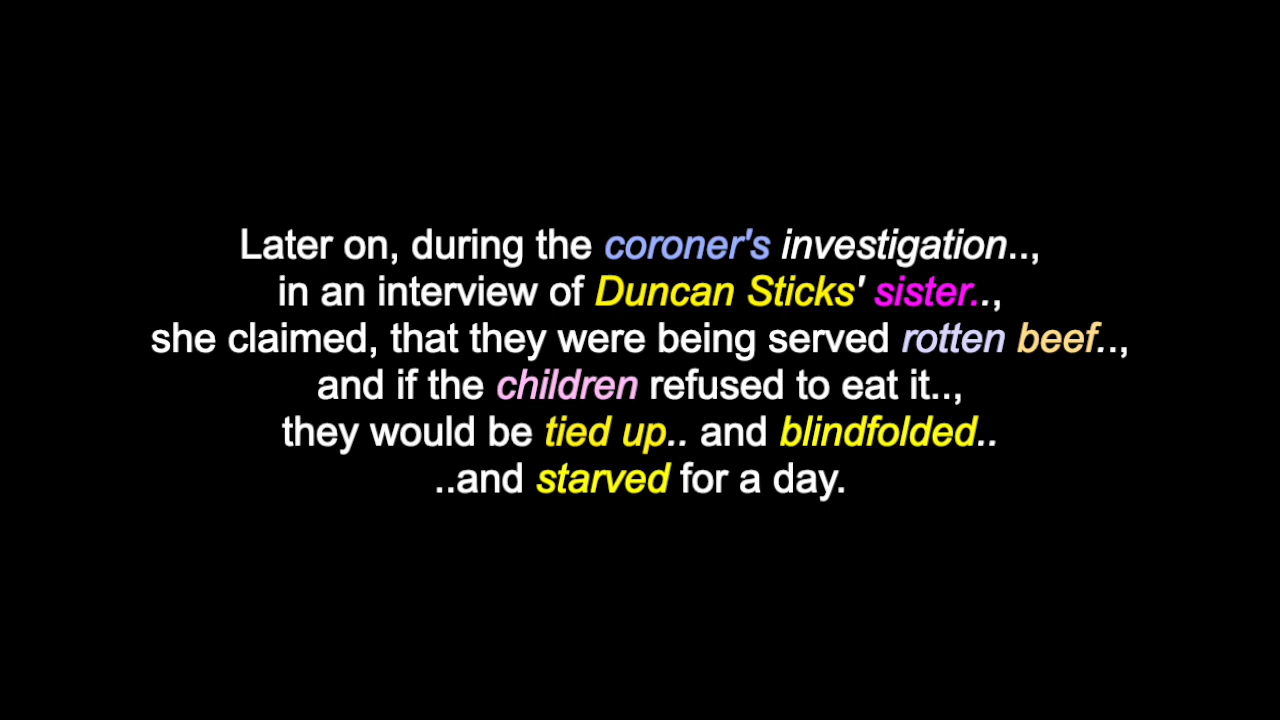 Later on, during the coroner's investigation..,
in an interview of Duncan Sticks' sister..,
she claimed, that they were being served rotten beef..,
and if the children refused to eat it..,
they would be tied up.. and blindfolded..
..and starved for a day.